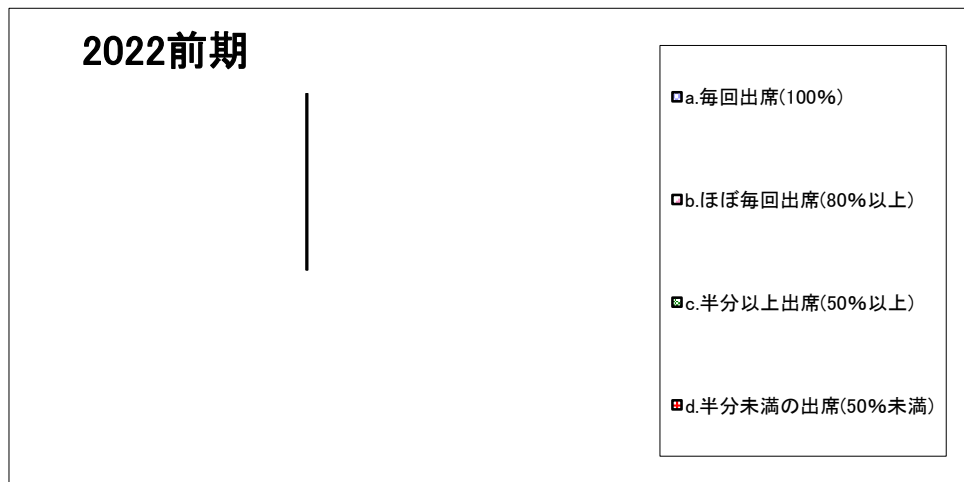 2022前期
a.毎回出席(100%)
b.ほぼ毎回出席(80%以上)
c.半分以上出席(50%以上)
d.半分未満の出席(50%未満)